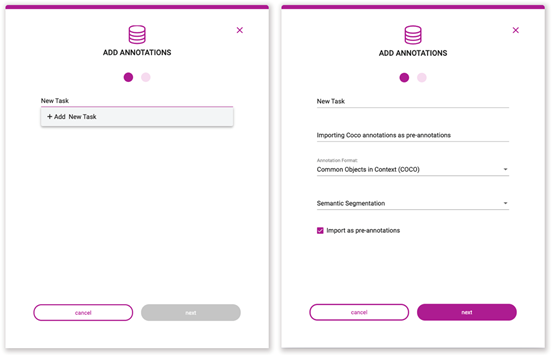 ADD ANNOTATIONS
New Task
+ Add New Task
cancel
next
ADD ANNOTATIONS
New Task
Importing Coco annotations as pre-annotations
Annotation Format:
Common Objects in Context (COCO)
Semantic Segmentation
Import as pre-annotations
cancel
next